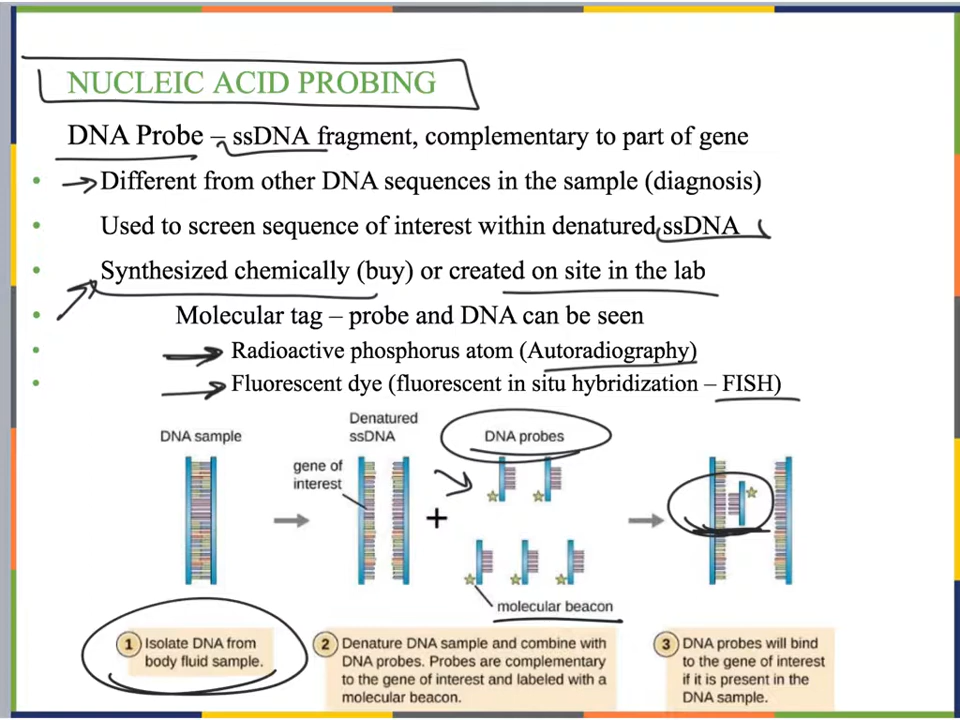 NUCLEIC ACID PROBING
DNA Probe – ssDNA fragment, complementary to part of gene
• Different from other DNA sequences in the sample (diagnosis)
• Used to screen sequence of interest within denatured ssDNA
• Synthesized chemically (buy) or created on site in the lab
• Molecular tag – probe and DNA can be seen
• Radioactive phosphorus atom (Autoradiography)
• Fluorescent dye (fluorescent in situ hybridization – FISH)
DNA sample
Denatured
ssDNA
DNA probes
gene of
interest
+
molecular beacon
1 Isolate DNA from
body fluid sample.
2 Denature DNA sample and combine with
DNA probes. Probes are complementary
to the gene of interest and labeled with a
molecular beacon.
3 DNA probes will bind
to the gene of interest
if it is present in the
DNA sample.